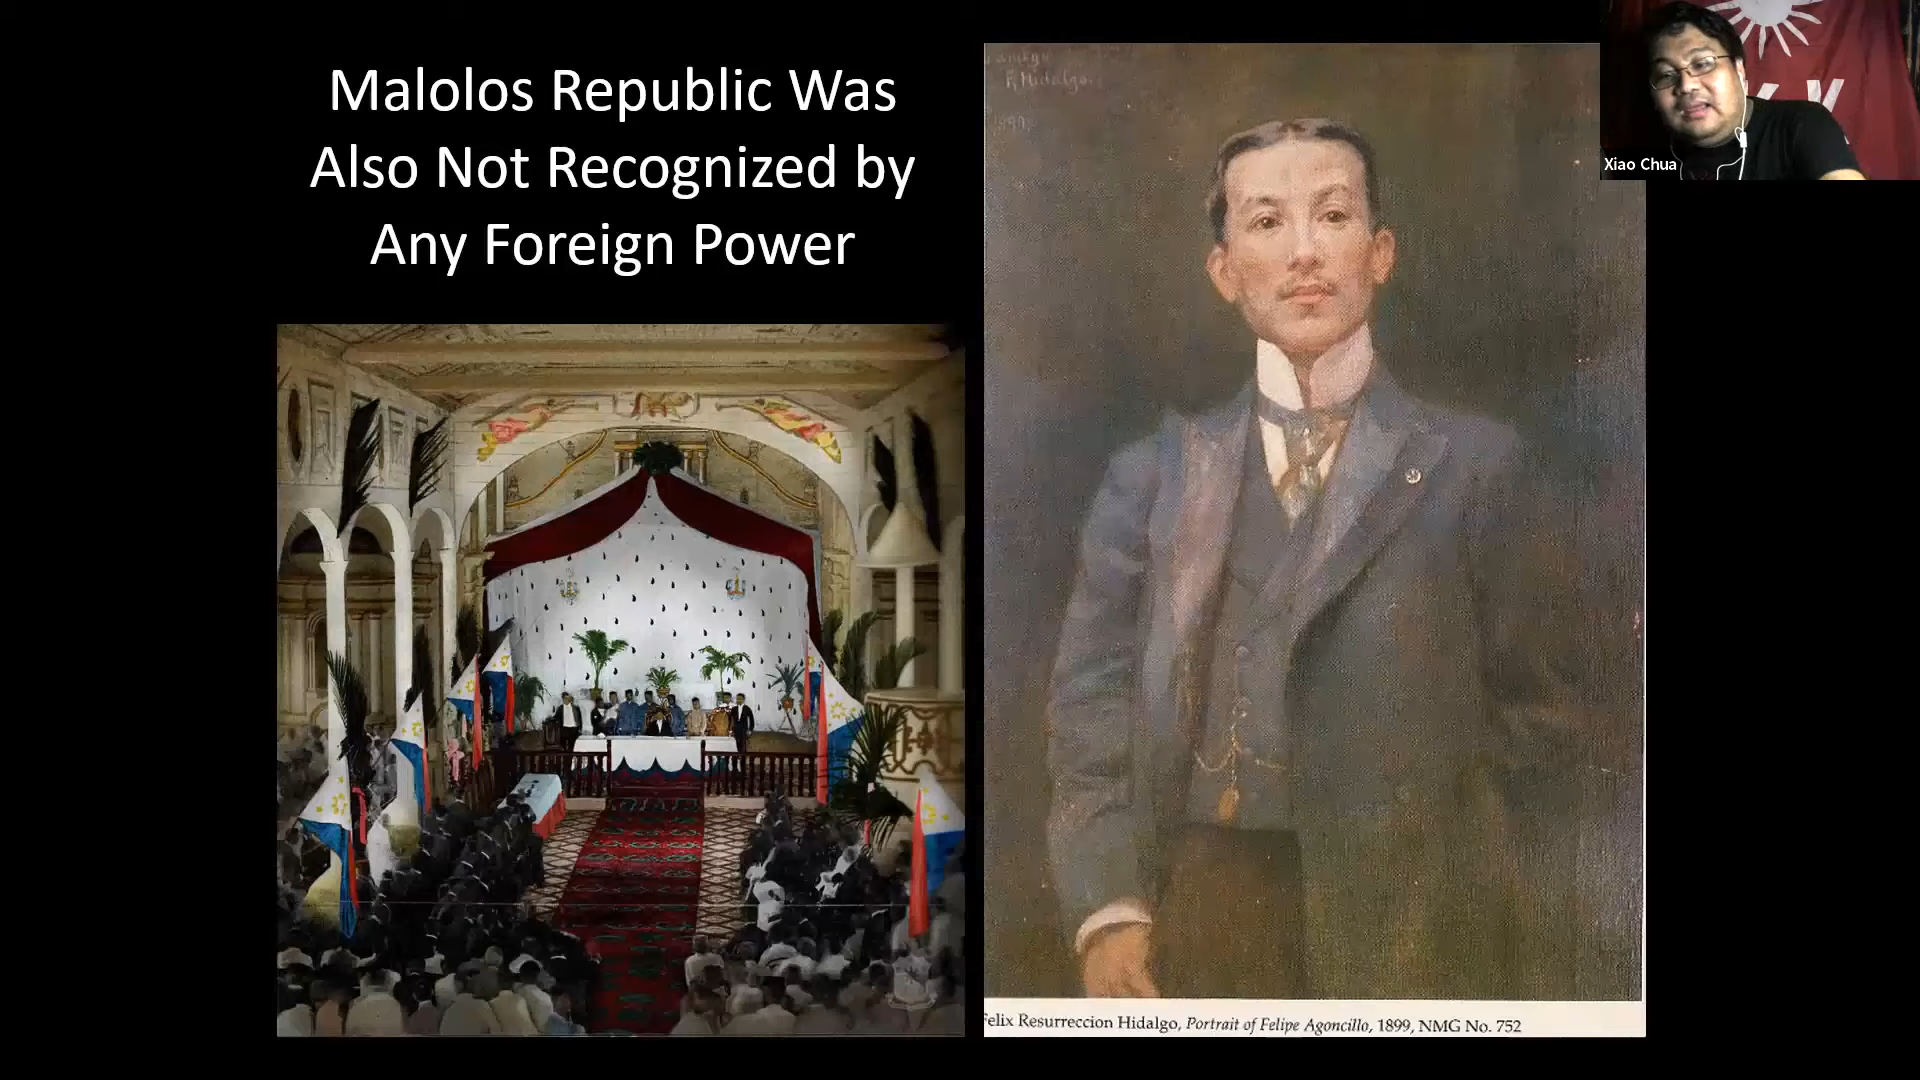 Malolos Republic Was
Also Not Recognized by
Any Foreign Power
Xiao Chua
R Hidalgo
Felix Resurreccion Hidalgo, Portrait of Felipe Agoncillo, 1899, NMG No. 752